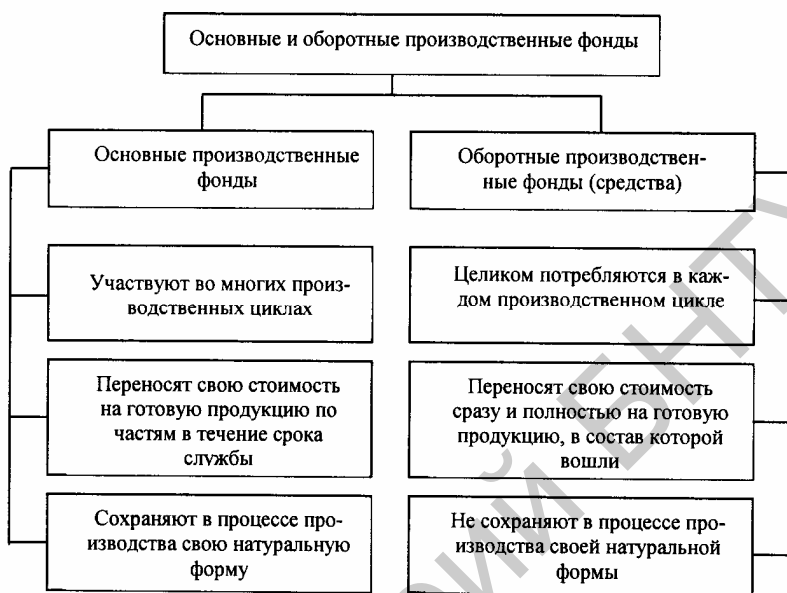 Основные и оборотные производственные фонды
Основные производственные
фонды
Оборотные производствен-
ные фонды (средства)
Участвуют во многих произ-
водственных циклах
Целиком потребляются в каж-
дом производственном цикле
Переносят свою стоимость
на готовую продукцию по
частям в течение срока
службы
Переносят свою стоимость
сразу и полностью на готовую
продукцию, в состав которой
вошли
Сохраняют в процессе про-
изводства свою натуральную
форму
Не сохраняют в процессе про-
изводства своей натуральной
формы
БНТУ